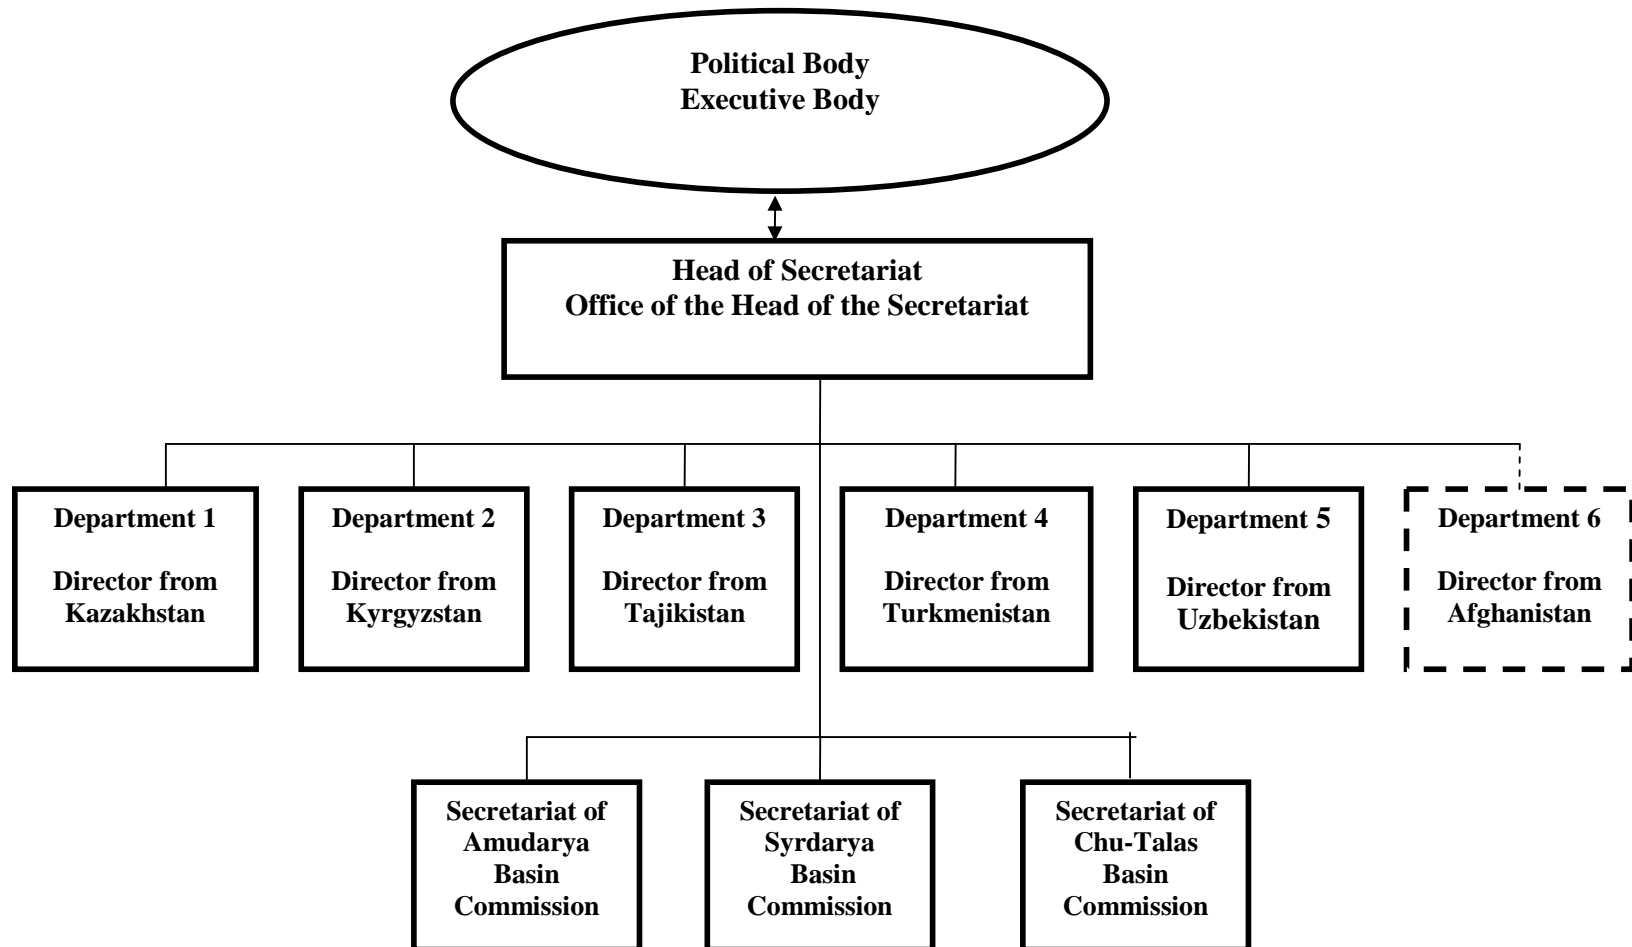 Political Body
Executive Body
Head of Secretariat
Office of the Head of the Secretariat
Department 1
Director from
Kazakhstan
Department 2
Director from
Kyrgyzstan
Department 3
Director from
Tajikistan
Department 4
Director from
Turkmenistan
Department 5
Director from
Uzbekistan
Department 6
Director from
Afghanistan
Secretariat of
Amudarya
Basin
Commission
Secretariat of
Syrdarya
Basin
Commission
Secretariat of
Chu-Talas
Basin
Commission